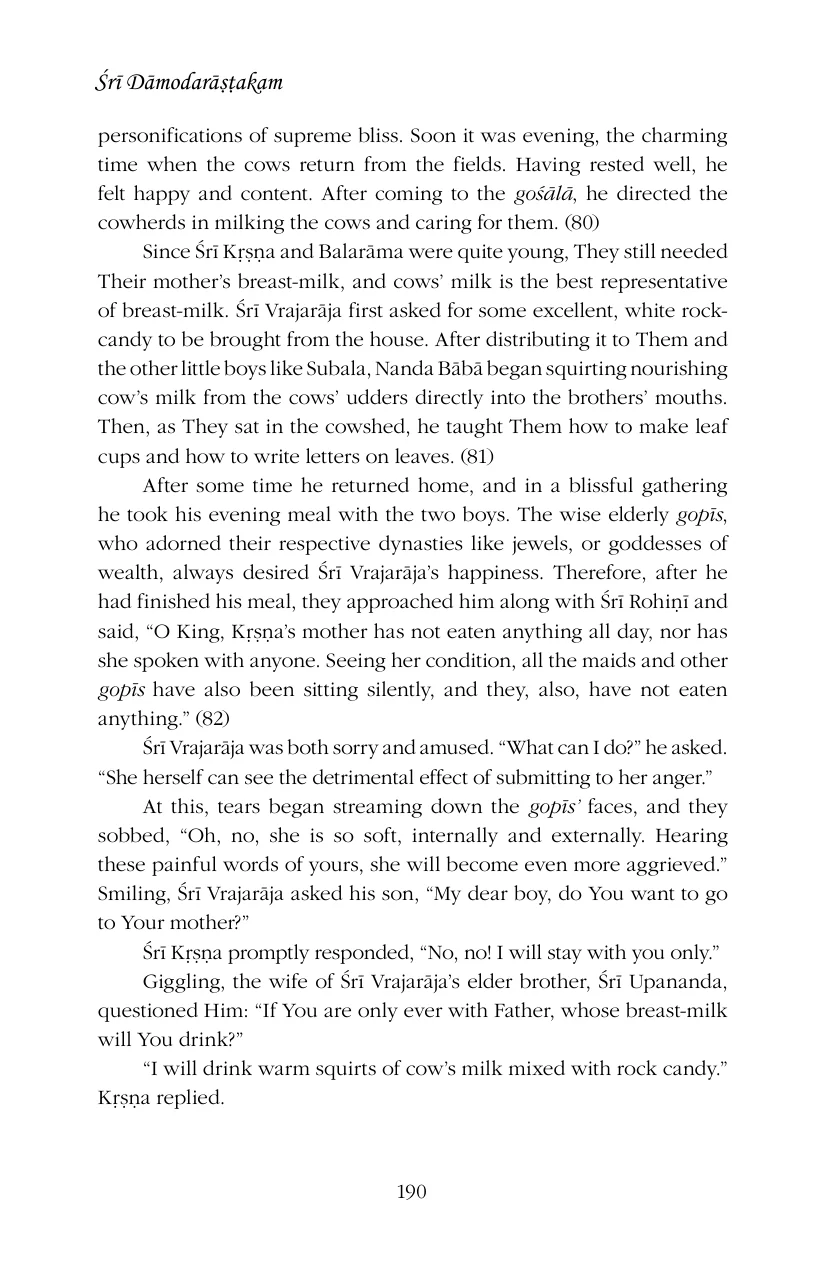 Śrī Dāmodarāṣṭakam
personifications of supreme bliss. Soon it was evening, the charming
time when the cows return from the fields. Having rested well, he
felt happy and content. After coming to the gośālā, he directed the
cowherds in milking the cows and caring for them. (80)
Since Śrī Kṛṣṇa and Balarāma were quite young, They still needed
Their mother’s breast-milk, and cows’ milk is the best representative
of breast-milk. Śrī Vrajarāja first asked for some excellent, white rock-
candy to be brought from the house. After distributing it to Them and
the other little boys like Subala, Nanda Bābā began squirting nourishing
cow’s milk from the cows’ udders directly into the brothers’ mouths.
Then, as They sat in the cowshed, he taught Them how to make leaf
cups and how to write letters on leaves. (81)
After some time he returned home, and in a blissful gathering
he took his evening meal with the two boys. The wise elderly gopīs,
who adorned their respective dynasties like jewels, or goddesses of
wealth, always desired Śrī Vrajarāja’s happiness. Therefore, after he
had finished his meal, they approached him along with Śrī Rohiṇī and
said, “O King, Kṛṣṇa’s mother has not eaten anything all day, nor has
she spoken with anyone. Seeing her condition, all the maids and other
gopīs have also been sitting silently, and they, also, have not eaten
anything.” (82)
Śrī Vrajarāja was both sorry and amused. “What can I do?” he asked.
“She herself can see the detrimental effect of submitting to her anger.”
At this, tears began streaming down the gopīs’ faces, and they
sobbed, “Oh, no, she is so soft, internally and externally. Hearing
these painful words of yours, she will become even more aggrieved.”
Smiling, Śrī Vrajarāja asked his son, “My dear boy, do You want to go
to Your mother?”
Śrī Kṛṣṇa promptly responded, “No, no! I will stay with you only.”
Giggling, the wife of Śrī Vrajarāja’s elder brother, Śrī Upananda,
questioned Him: “If You are only ever with Father, whose breast-milk
will You drink?”
“I will drink warm squirts of cow’s milk mixed with rock candy.”
Kṛṣṇa replied.
190